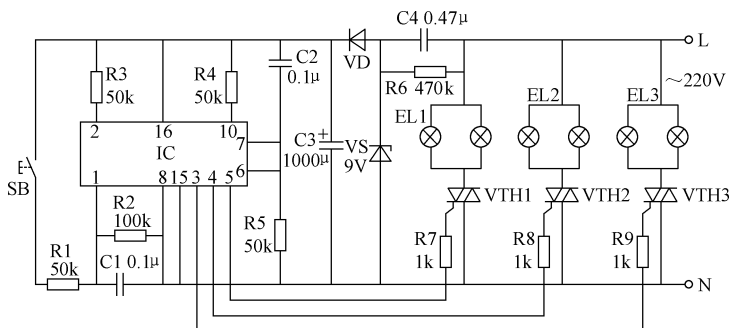 C4 0.47μ
L
VD
R3
50k
R4
50k
C2
0.1μ
R6 470k
~220V
2
16
10
7
6
IC
C3
+
1000μ
VS
9V
EL1
EL2
EL3
SB
1
8
15
3
4
5
VTH1
VTH2
VTH3
R2
100k
R5
50k
R7
1k
R8
1k
R9
1k
R1
50k
C1 0.1μ
N